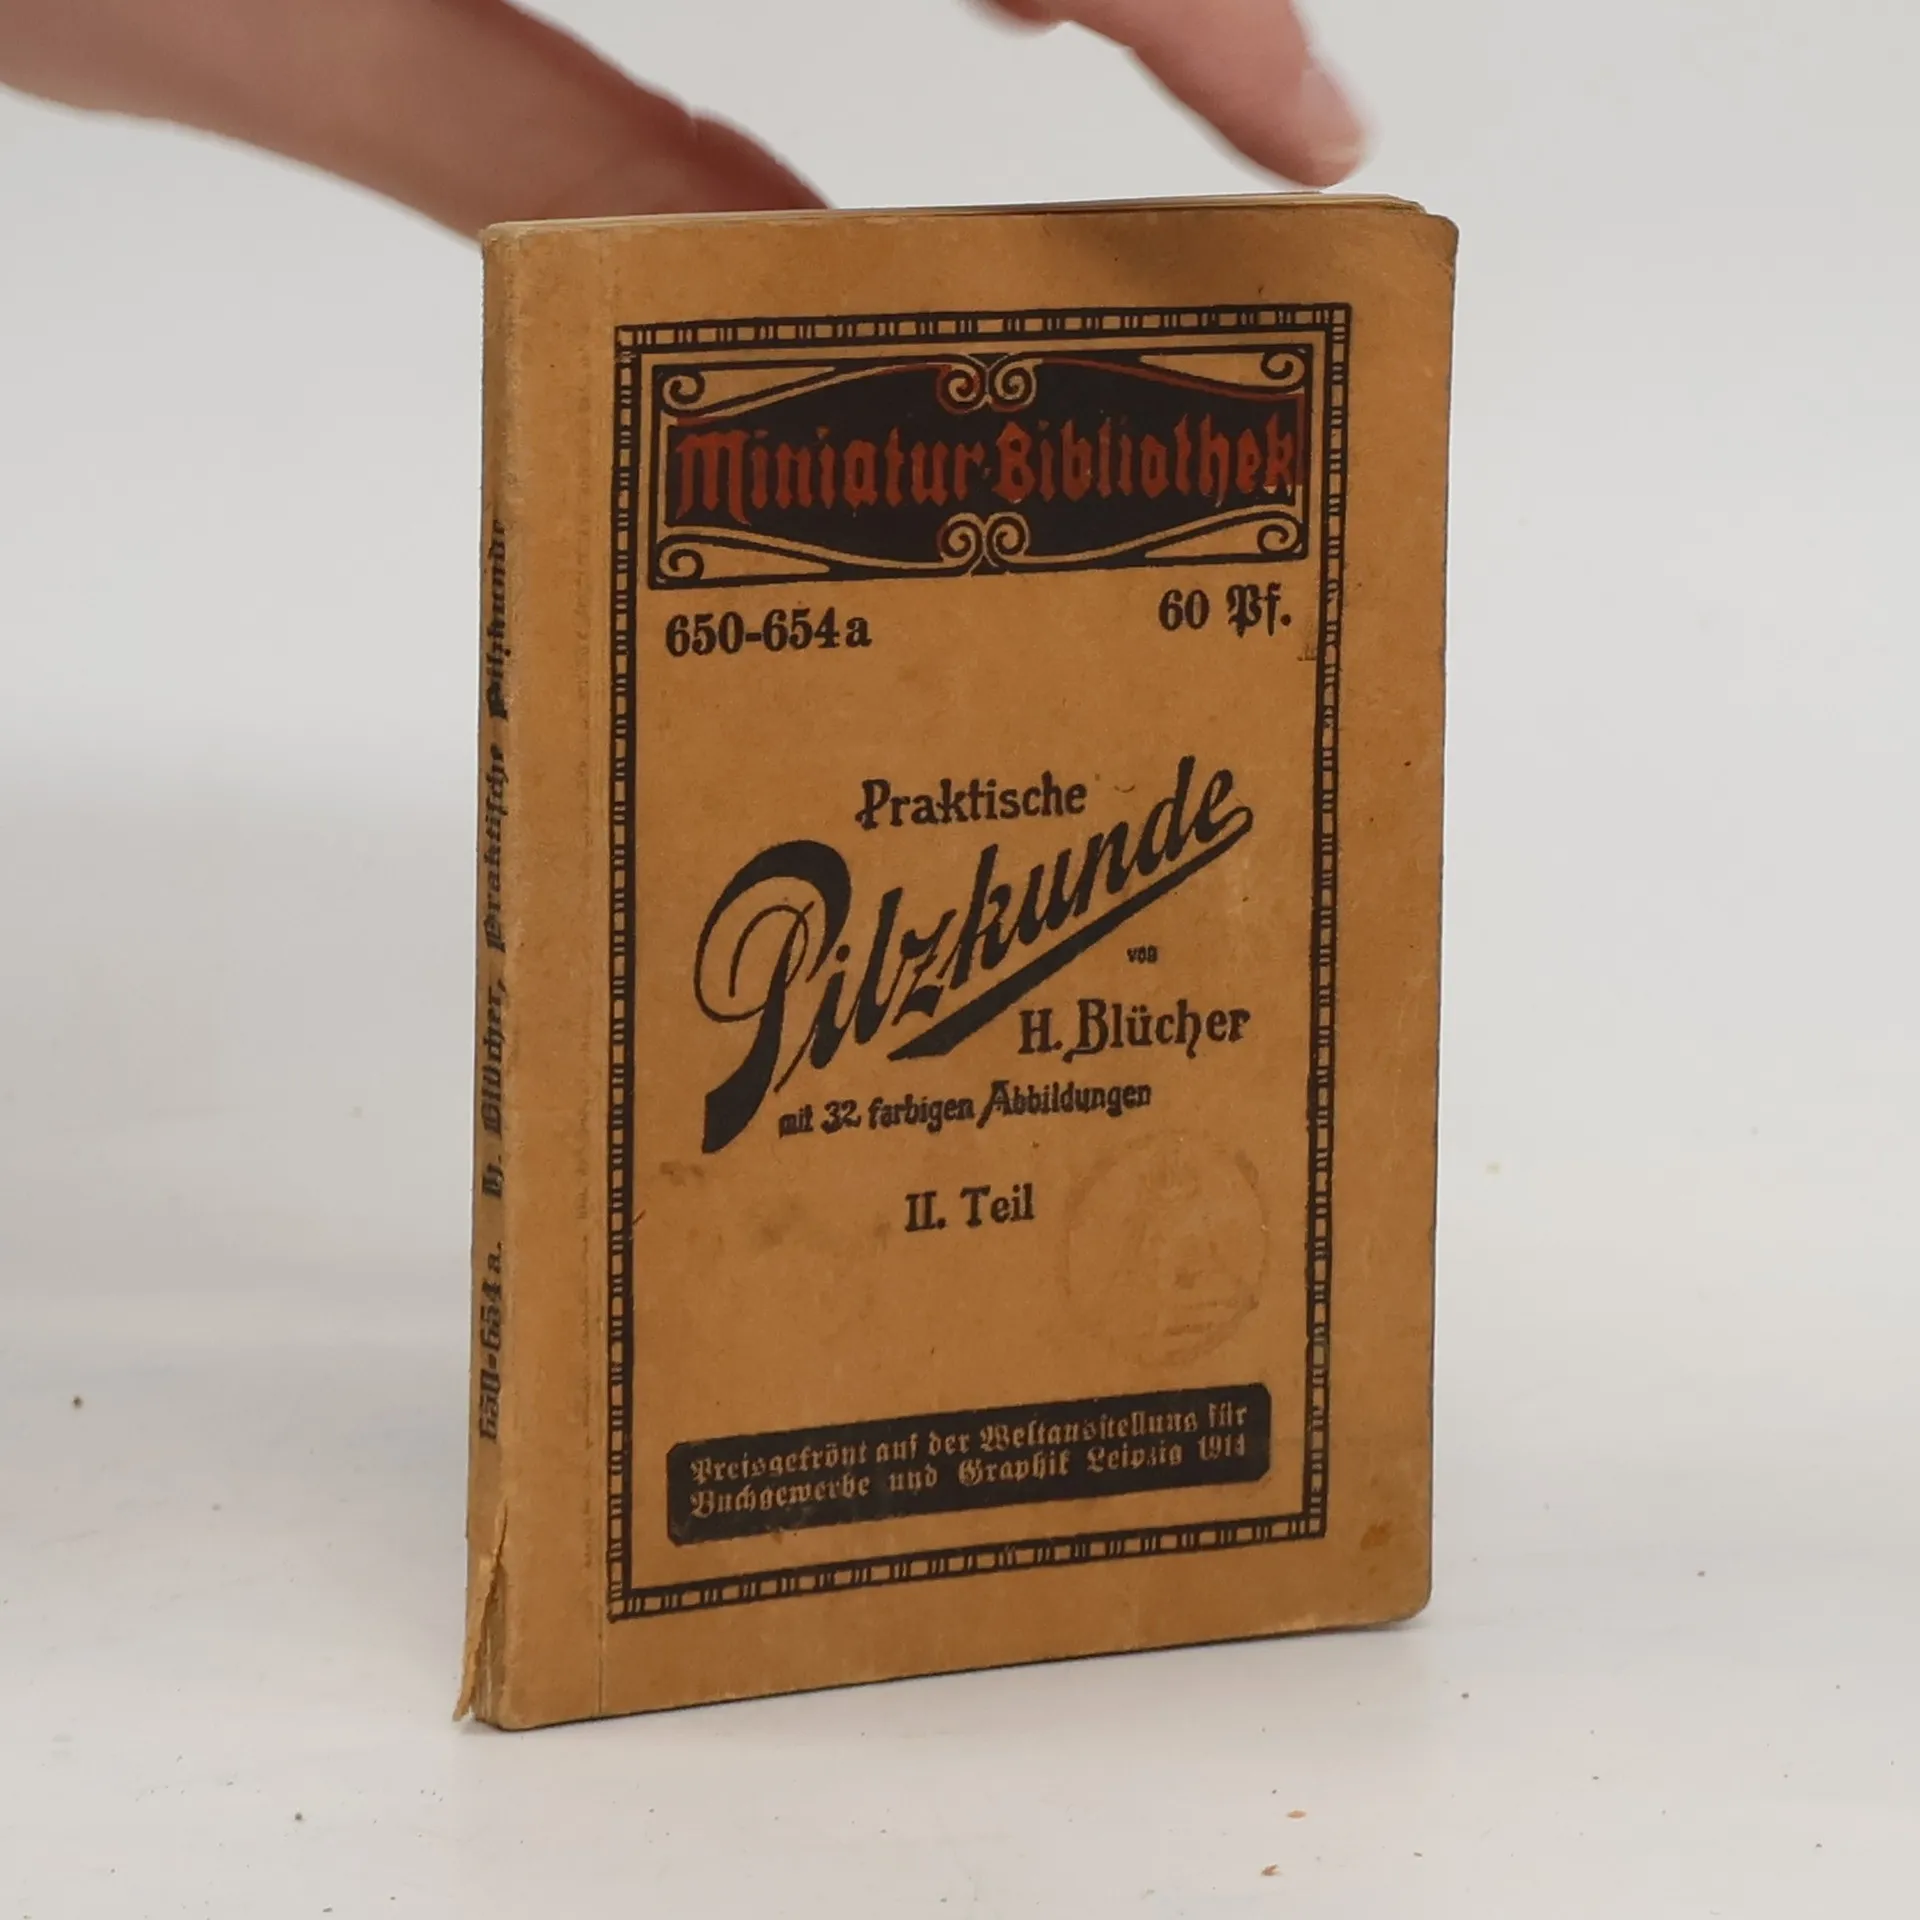 Miniatur-Bibliothek
650-654a
60 Pf.
Praktische
Pilzkunde
von
H. Blücher
mit 32 farbigen Abbildungen
II. Teil
Preisgekrönt auf der Weltausstellung für
Buchgewerbe und Graphik Leipzig 1914
650-654a. H. Blücher, Praktische Pilzkunde